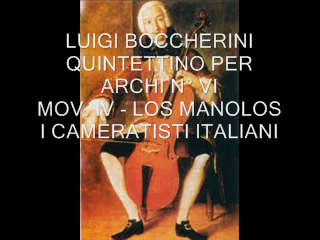 LUIGI BOCCHERINI
QUINTETTINO PER
ARCHI N° VI
MOV. IV - LOS MANOLOS
I CAMERATISTI ITALIANI